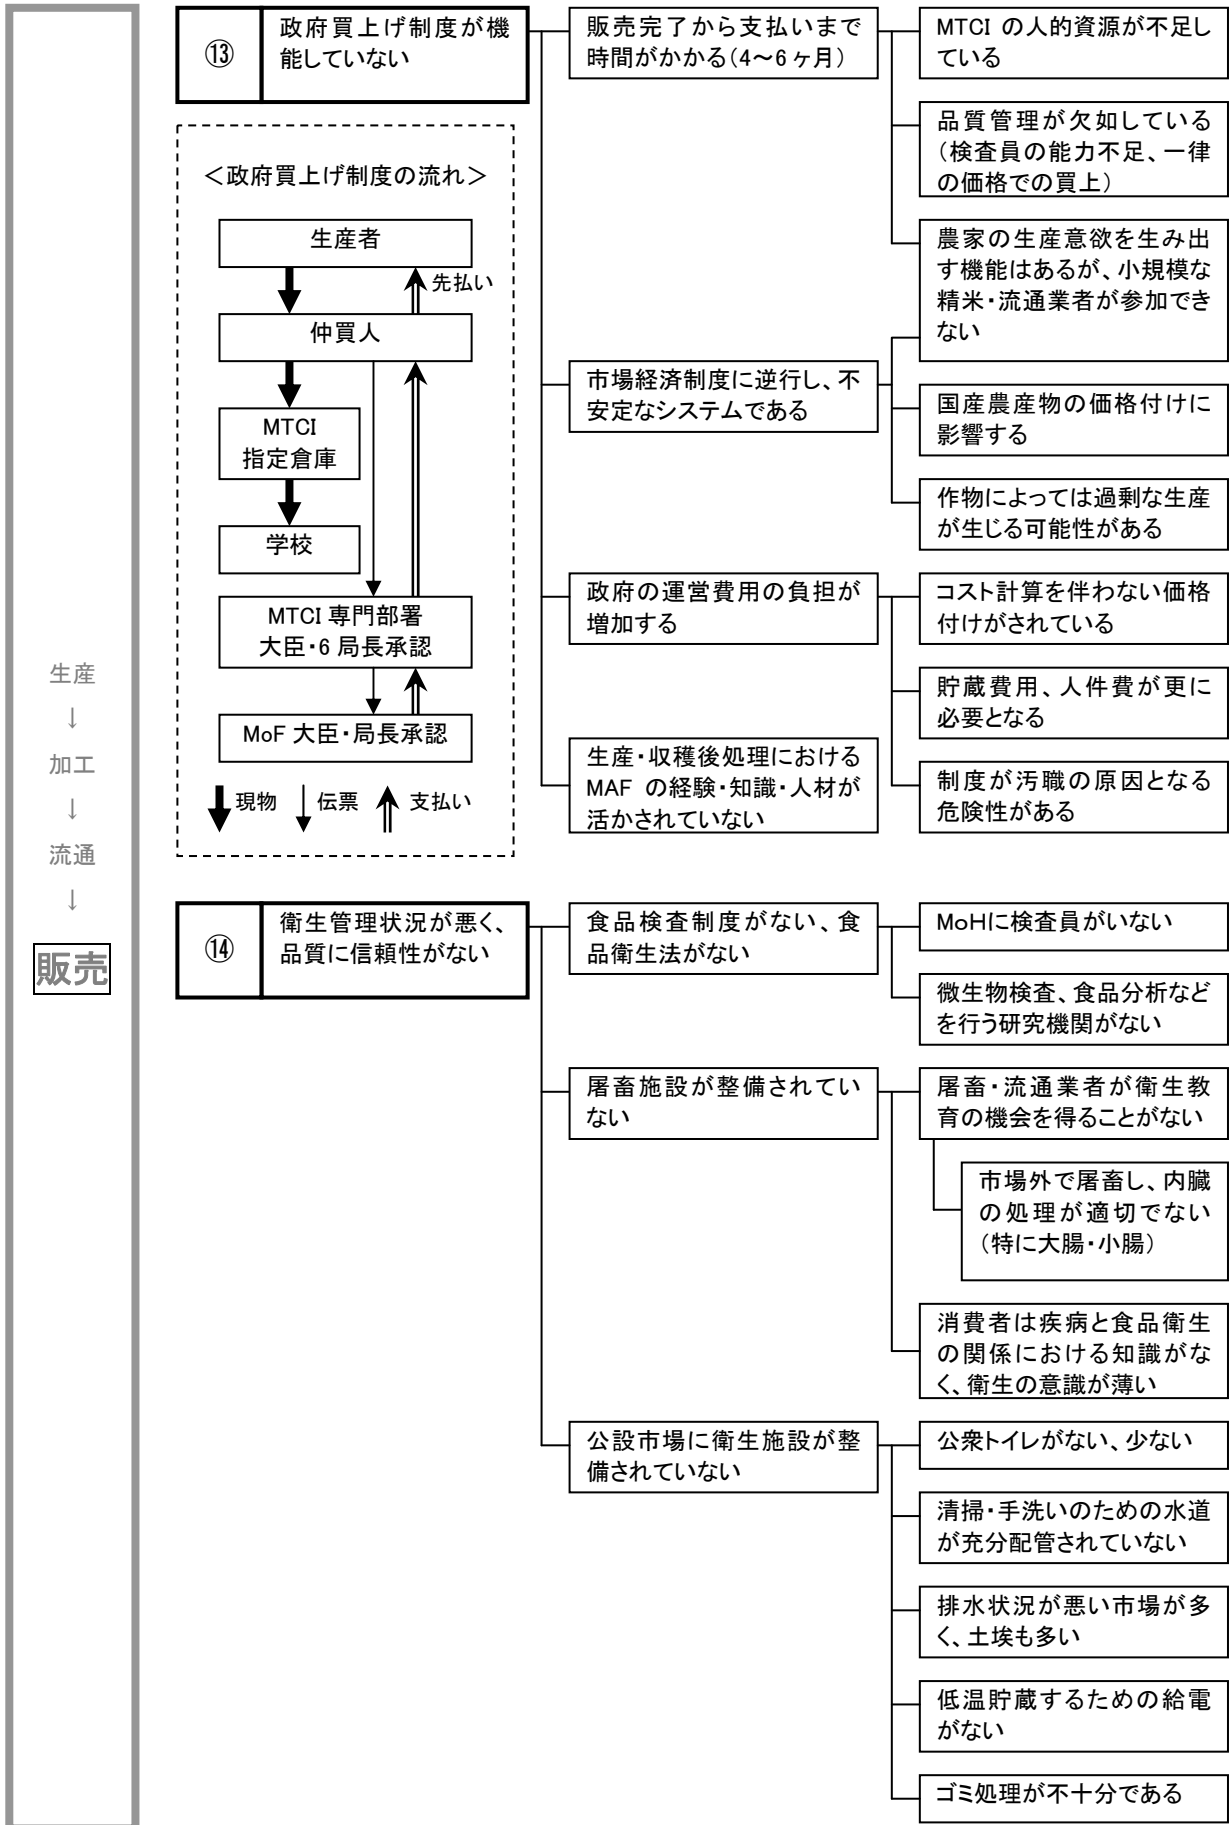 生産
↓
加工
↓
流通
↓
販売
⑬
政府買上げ制度が機
能していない
販売完了から支払いまで
時間がかかる（4～6ヶ月）
MTCI の人的資源が不足し
ている
品質管理が欠如している
（検査員の能力不足、一律
の価格での買上）
農家の生産意欲を生み出
す機能はあるが、小規模な
精米・流通業者が参加でき
ない
市場経済制度に逆行し、不
安定なシステムである
国産農産物の価格付けに
影響する
作物によっては過剰な生産
が生じる可能性がある
政府の運営費用の負担が
増加する
コスト計算を伴わない価格
付けがされている
貯蔵費用、人件費が更に
必要となる
制度が汚職の原因となる
危険性がある
生産・収穫後処理における
MAF の経験・知識・人材が
活かされていない
＜政府買上げ制度の流れ＞
生産者
先払い
仲買人
MTCI
指定倉庫
学校
MTCI 専門部署
大臣・6 局長承認
MoF 大臣・局長承認
現物 伝票 支払い
⑭
衛生管理状況が悪く、
品質に信頼性がない
食品検査制度がない、食
品衛生法がない
MoHに検査員がいない
微生物検査、食品分析など
を行う研究機関がない
屠畜施設が整備されてい
ない
屠畜・流通業者が衛生教
育の機会を得ることがない
市場外で屠畜し、内臓
の処理が適切でない
（特に大腸・小腸）
消費者は疾病と食品衛生
の関係における知識がな
く、衛生の意識が薄い
公設市場に衛生施設が整
備されていない
公衆トイレがない、少ない
清掃・手洗いのための水道
が充分配管されていない
排水状況が悪い市場が多
く、土埃も多い
低温貯蔵するための給電
がない
ゴミ処理が不十分である